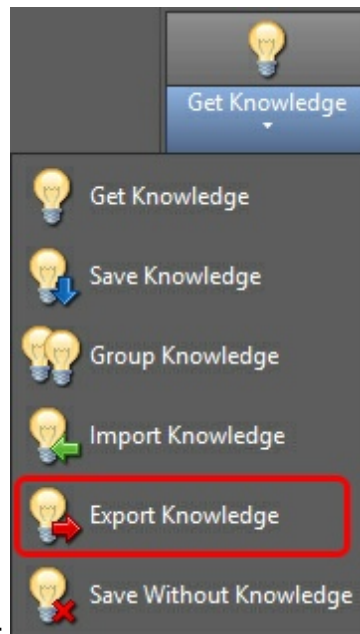 Get Knowledge
Get Knowledge
Save Knowledge
Group Knowledge
Import Knowledge
Export Knowledge
Save Without Knowledge